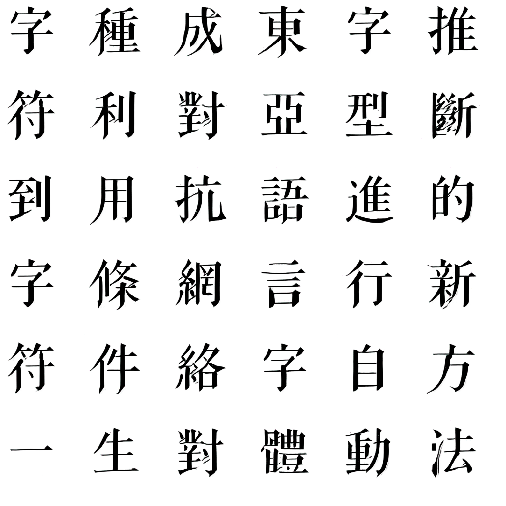 字符到字符一
種利用條件生
成對抗網絡對
東亞語言字體
字型進行自動
推斷的新方法